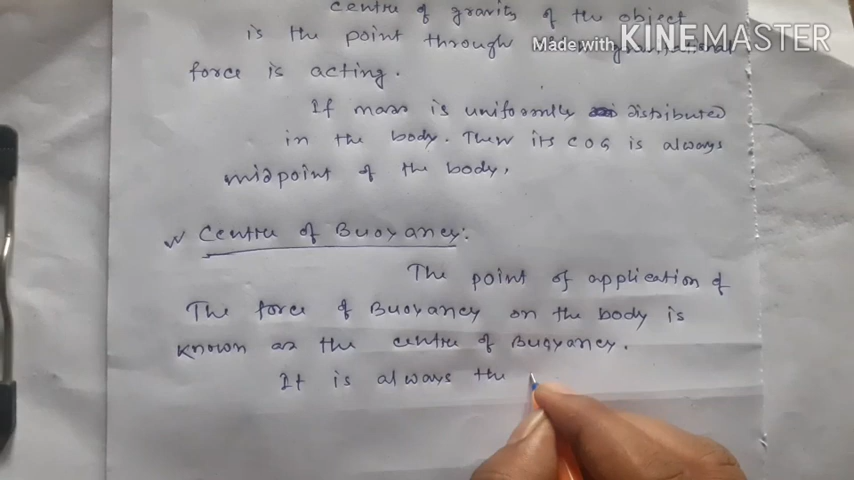 centre of gravity of the object
is the point through
Made with KINEMASTER
force is acting.
If mass is uniformly distributed
in the body. Then its COG is always
midpoint of the body.
Centre of Buoyancy:
The point of application of
The force of Buoyancy on the body is
known as the centre of Buoyancy.
It is always the